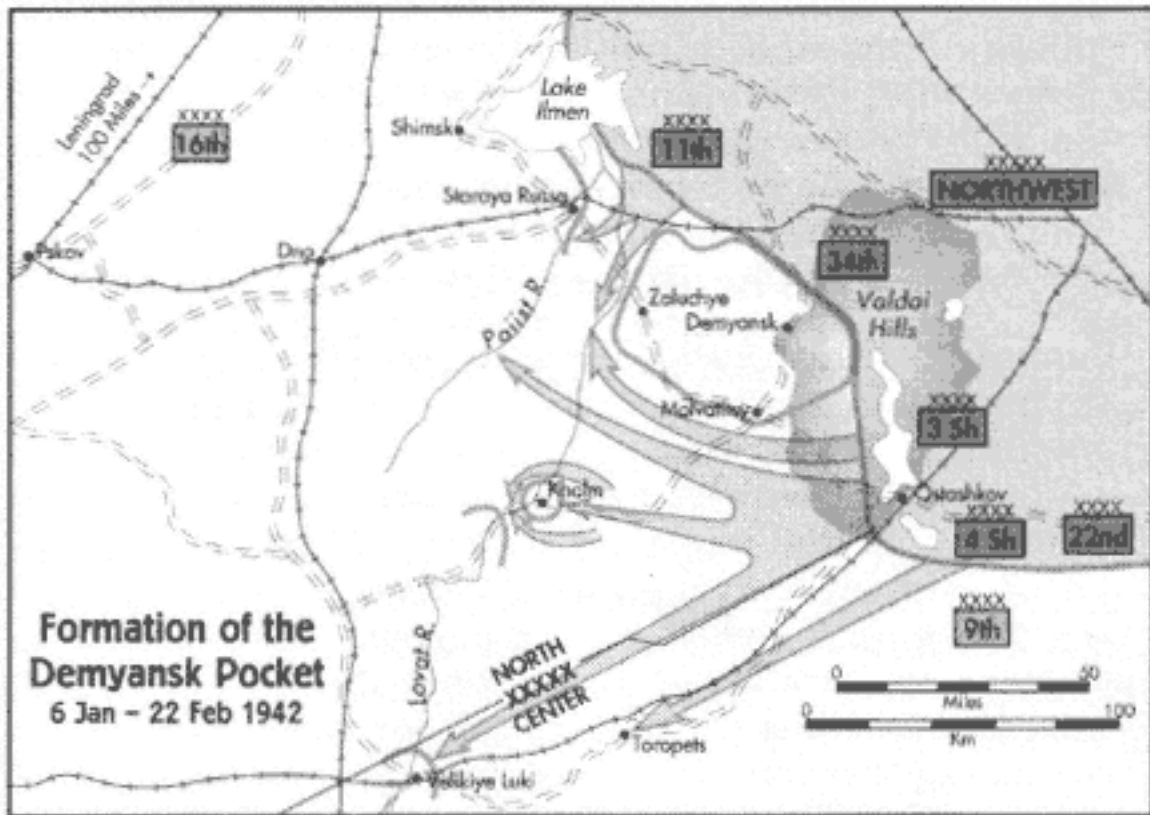 Leningrad
100 Miles
XXXX
16th
Lake
Ilmen
Shimsk
XXXX
11th
XXXXX
NORTHWEST
Staraya Russa
Pskov
Dno
XXXX
34th
Valdai
Hills
Zaluchye
Demyansk
Polist R.
Molvatitsy
XXXX
3 Sh
Kholm
Ostashkov
XXXX
4 Sh
XXXX
22nd
XXXX
9th
Formation of the
Demyansk Pocket
6 Jan – 22 Feb 1942
Lovat R.
NORTH
XXXXX
CENTER
0 50
Miles
0 100
Km
Toropets
Velikiye Luki